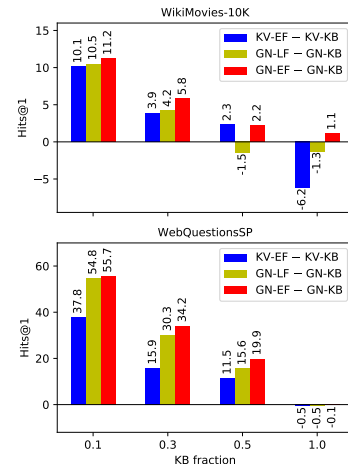 WikiMovies-10K
KV-EF − KV-KB
GN-LF − GN-KB
GN-EF − GN-KB
15
10
5
0
−5
Hits@1
10.1
10.5
11.2
3.9
4.2
5.8
2.3
-1.5
2.2
-6.2
-1.3
1.1
WebQuestionsSP
KV-EF − KV-KB
GN-LF − GN-KB
GN-EF − GN-KB
60
40
20
0
Hits@1
37.8
54.8
55.7
15.9
30.3
34.2
11.5
15.6
19.9
-0.5
-0.5
-0.1
0.1 0.3 0.5 1.0
KB fraction